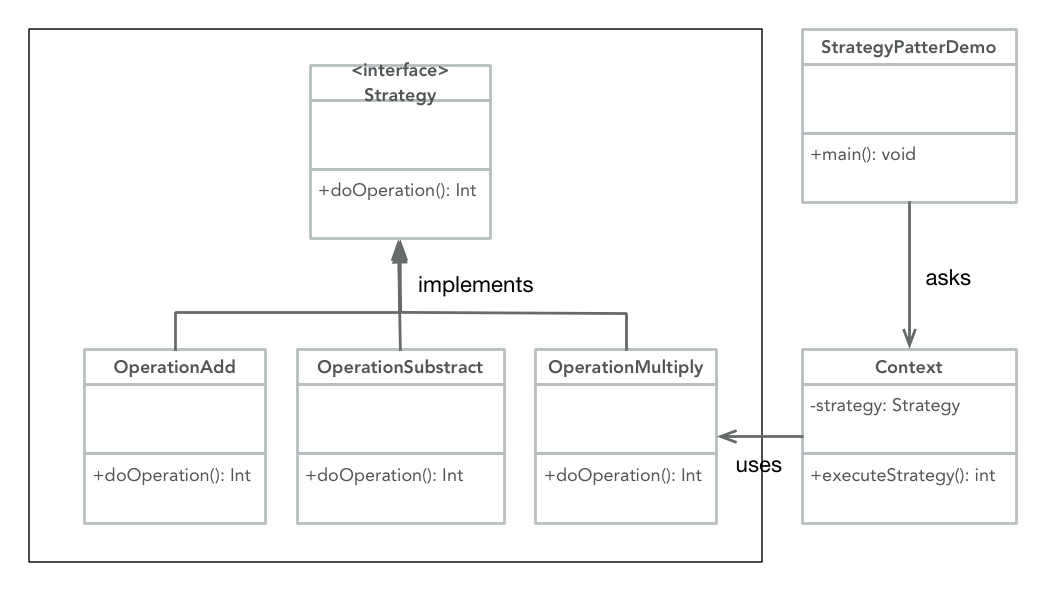 <interface>
Strategy
+doOperation(): Int
implements
OperationAdd
+doOperation(): Int
OperationSubstract
+doOperation(): Int
OperationMultiply
+doOperation(): Int
uses
StrategyPatterDemo
+main(): void
asks
Context
-strategy: Strategy
+executeStrategy(): int